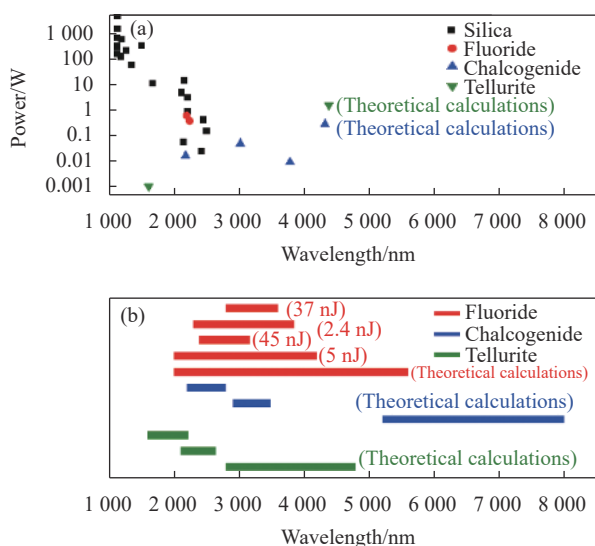 (a)
Silica
Fluoride
Chalcogenide
Tellurite
(Theoretical calculations)
(Theoretical calculations)
Power/W
1 000
100
10
1
0.1
0.01
0.001
1 000 2 000 3 000 4 000 5 000 6 000 7 000 8 000
Wavelength/nm
(b)
Fluoride
Chalcogenide
Tellurite
(37 nJ)
(2.4 nJ)
(45 nJ)
(5 nJ)
(Theoretical calculations)
(Theoretical calculations)
(Theoretical calculations)
1 000 2 000 3 000 4 000 5 000 6 000 7 000 8 000
Wavelength/nm